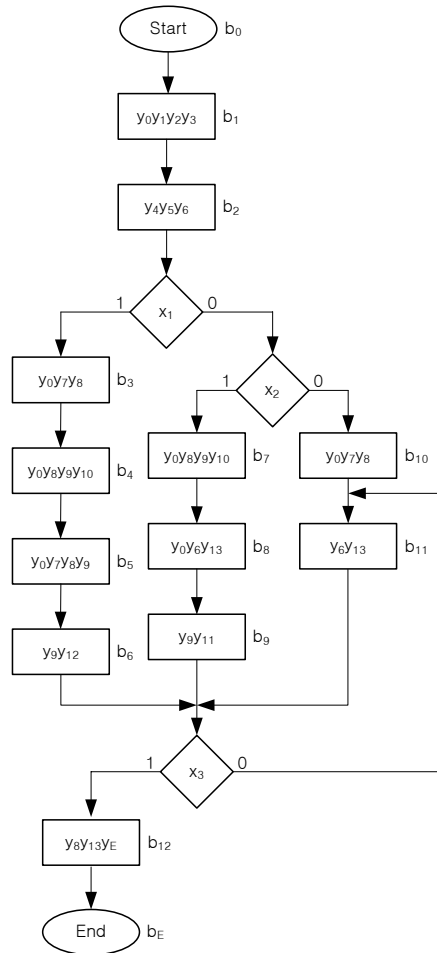 Start b₀
y₀y₁y₂y₃ b₁
y₄y₅y₆ b₂
1 x₁ 0
y₀y₇y₈ b₃
1 x₂ 0
y₀y₈y₉y₁₀ b₄
y₀y₈y₉y₁₀ b₇
y₀y₇y₈ b₁₀
y₀y₇y₈y₉ b₅
y₀y₆y₁₃ b₈
y₆y₁₃ b₁₁
y₉y₁₂ b₆
y₉y₁₁ b₉
1 x₃ 0
y₈y₁₃y_E b₁₂
End b_E